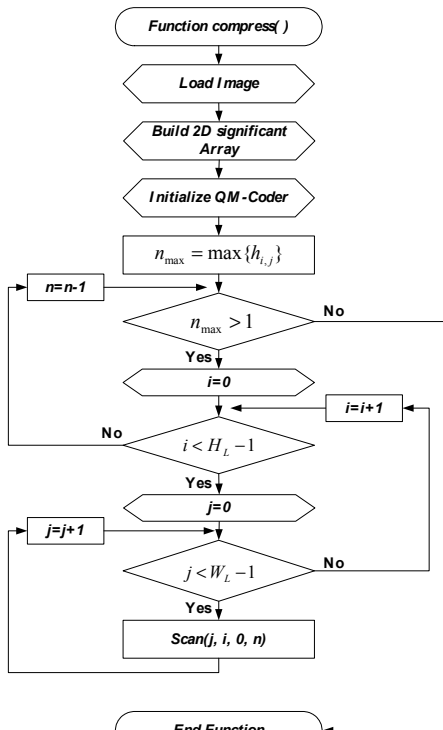 Function compress( )
Load Image
Build 2D significant
Array
Initialize QM-Coder
n_max = max{h_i,j}
n=n-1
n_max > 1
No
Yes
i=0
i=i+1
No
i < H_L − 1
Yes
j=0
j=j+1
No
j < W_L − 1
Yes
Scan(j, i, 0, n)
End Function